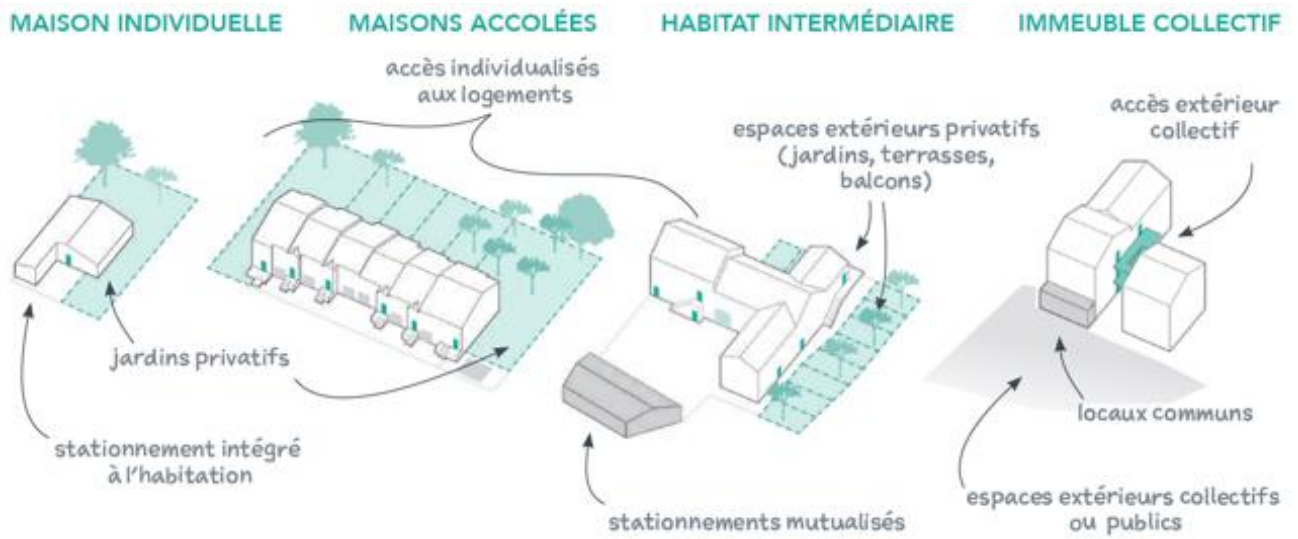 MAISON INDIVIDUELLE
MAISONS ACCOLÉES
HABITAT INTERMÉDIAIRE
IMMEUBLE COLLECTIF
accès individualisés
aux logements
espaces extérieurs privatifs
(jardins, terrasses,
balcons)
accès extérieur
collectif
jardins privatifs
stationnement intégré
à l'habitation
stationnements mutualisés
locaux communs
espaces extérieurs collectifs
ou publics